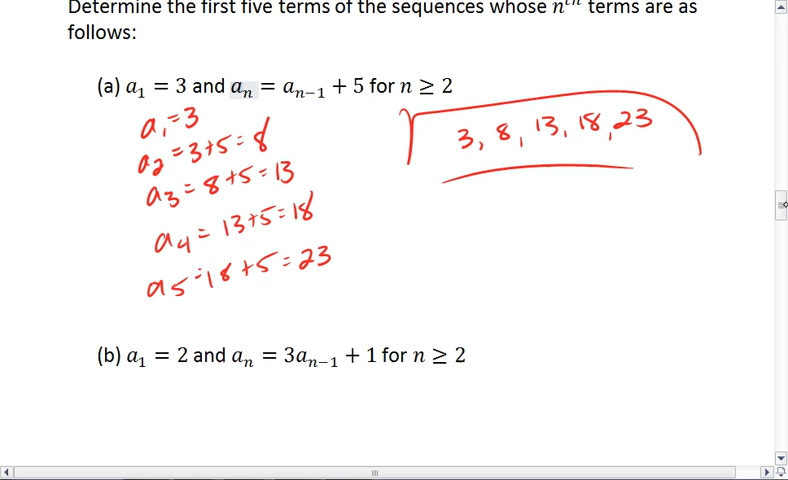 Determine the first five terms of the sequences whose nᵗʰ terms are as
follows:
(a) a₁ = 3 and aₙ = aₙ₋₁ + 5 for n ≥ 2
a₁=3
a₂=3+5=8
a₃=8+5=13
a₄=13+5=18
a₅=18+5=23
3, 8, 13, 18, 23
(b) a₁ = 2 and aₙ = 3aₙ₋₁ + 1 for n ≥ 2